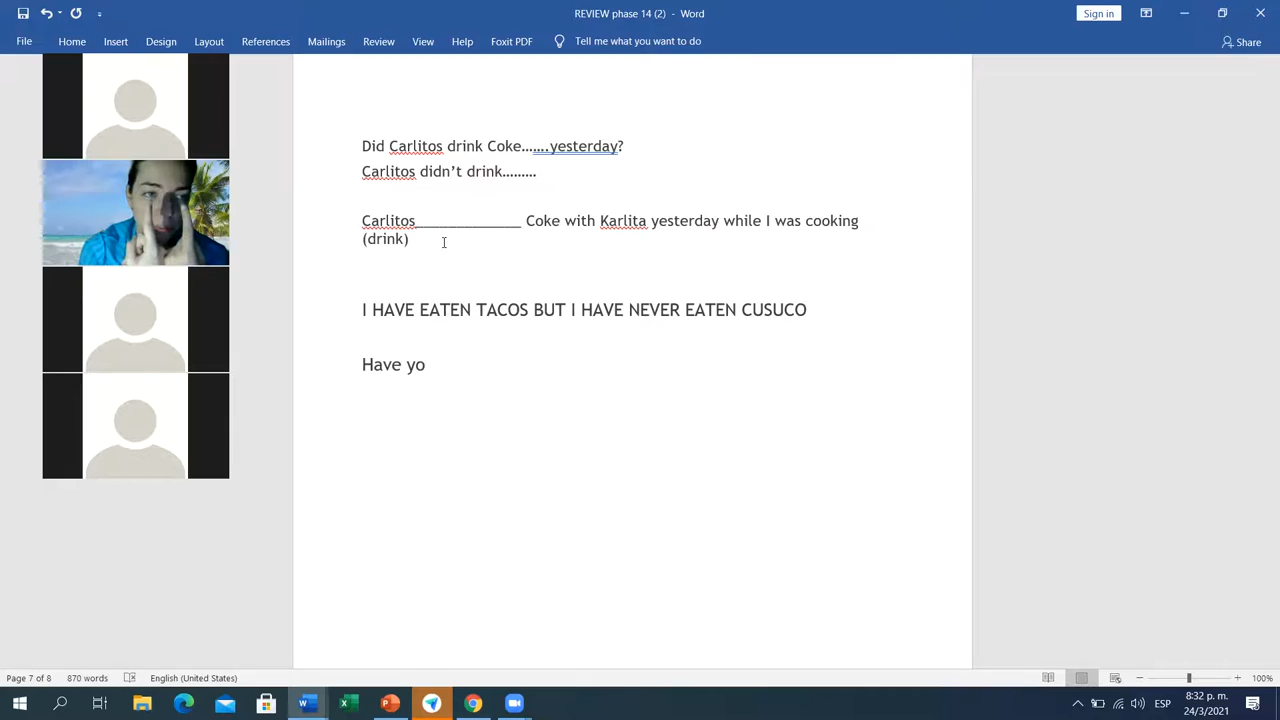 REVIEW phase 14 (2) - Word
Sign in
File Home Insert Design Layout References Mailings Review View Help Foxit PDF Tell me what you want to do Share
Did Carlitos drink Coke…….yesterday?
Carlitos didn’t drink………
Carlitos_____________ Coke with Karlita yesterday while I was cooking
(drink)
I HAVE EATEN TACOS BUT I HAVE NEVER EATEN CUSUCO
Have yo
Page 7 of 8 870 words English (United States) 100%
ESP 8:32 p. m.
24/3/2021